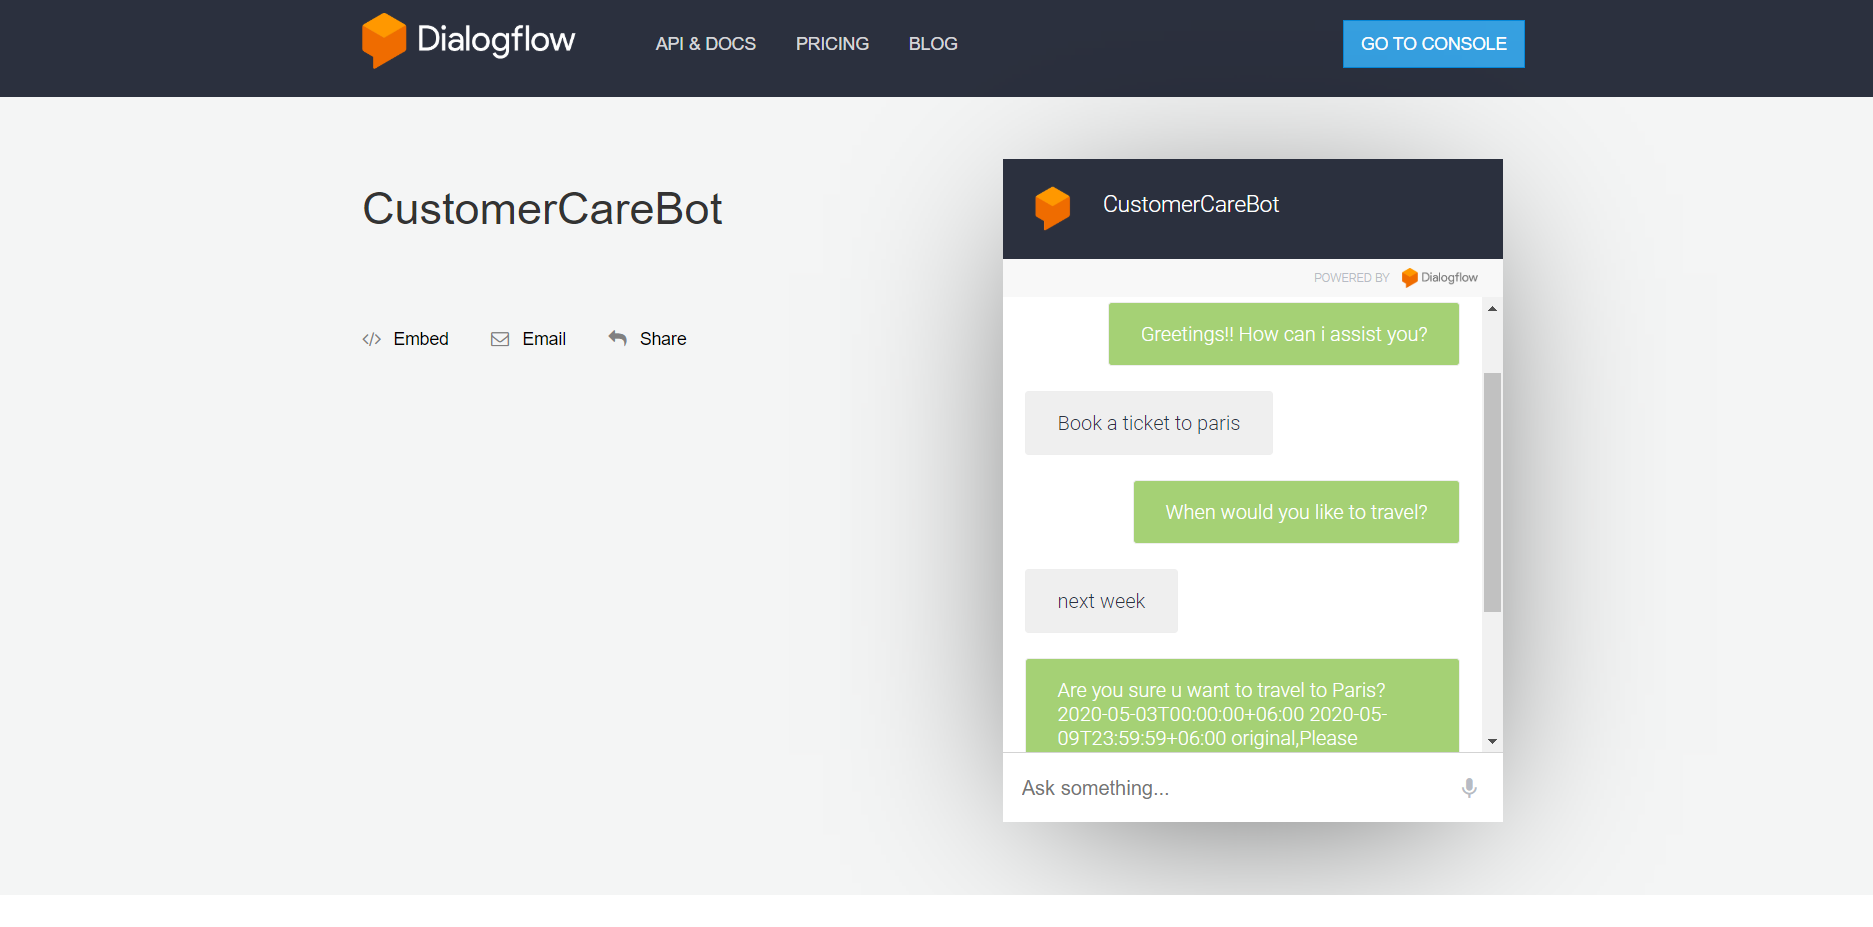 Dialogflow
API & DOCS
PRICING
BLOG
GO TO CONSOLE
CustomerCareBot
Embed
Email
Share
CustomerCareBot
POWERED BY Dialogflow
Greetings!! How can i assist you?
Book a ticket to paris
When would you like to travel?
next week
Are you sure u want to travel to Paris?
2020-05-03T00:00:00+06:00 2020-05-
09T23:59:59+06:00 original,Please
Ask something...